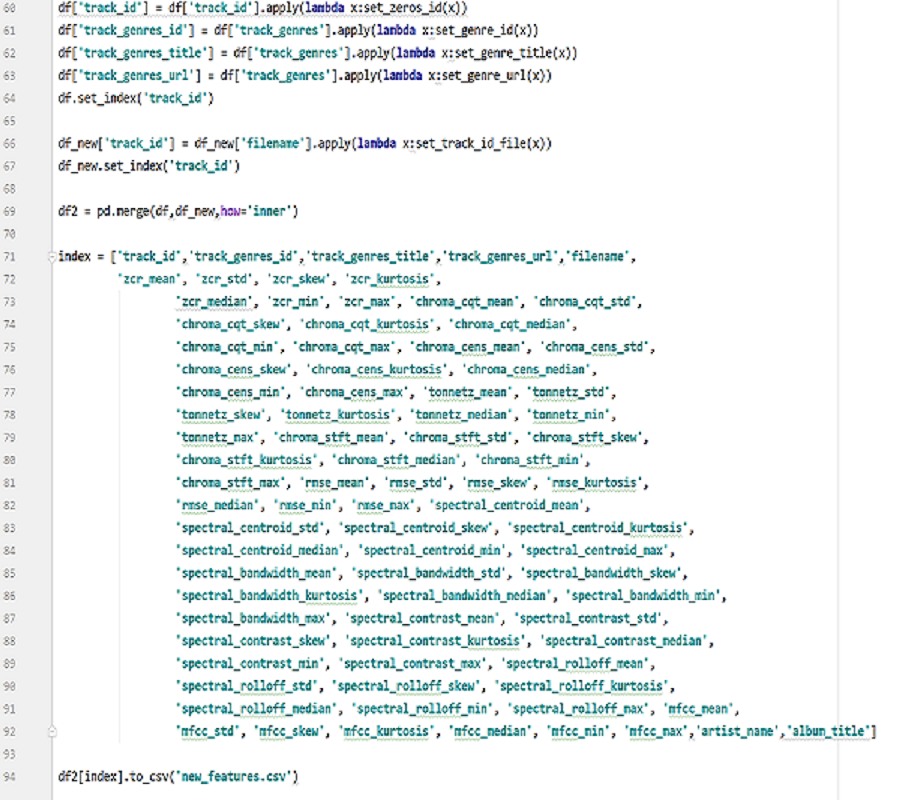 60 df['track_id'] = df['track_id'].apply(lambda x:set_zeros_id(x))
61 df['track_genres_id'] = df['track_genres'].apply(lambda x:set_genre_id(x))
62 df['track_genres_title'] = df['track_genres'].apply(lambda x:set_genre_title(x))
63 df['track_genres_url'] = df['track_genres'].apply(lambda x:set_genre_url(x))
64 df.set_index('track_id')
65
66 df_new['track_id'] = df_new['filename'].apply(lambda x:set_track_id_file(x))
67 df_new.set_index('track_id')
68
69 df2 = pd.merge(df,df_new,how='inner')
70
71 index = ['track_id','track_genres_id','track_genres_title','track_genres_url','filename',
72 'zcr_mean', 'zcr_std', 'zcr_skew', 'zcr_kurtosis',
73 'zcr_median', 'zcr_min', 'zcr_max', 'chroma_cqt_mean', 'chroma_cqt_std',
74 'chroma_cqt_skew', 'chroma_cqt_kurtosis', 'chroma_cqt_median',
75 'chroma_cqt_min', 'chroma_cqt_max', 'chroma_cens_mean', 'chroma_cens_std',
76 'chroma_cens_skew', 'chroma_cens_kurtosis', 'chroma_cens_median',
77 'chroma_cens_min', 'chroma_cens_max', 'tonnetz_mean', 'tonnetz_std',
78 'tonnetz_skew', 'tonnetz_kurtosis', 'tonnetz_median', 'tonnetz_min',
79 'tonnetz_max', 'chroma_stft_mean', 'chroma_stft_std', 'chroma_stft_skew',
80 'chroma_stft_kurtosis', 'chroma_stft_median', 'chroma_stft_min',
81 'chroma_stft_max', 'rmse_mean', 'rmse_std', 'rmse_skew', 'rmse_kurtosis',
82 'rmse_median', 'rmse_min', 'rmse_max', 'spectral_centroid_mean',
83 'spectral_centroid_std', 'spectral_centroid_skew', 'spectral_centroid_kurtosis',
84 'spectral_centroid_median', 'spectral_centroid_min', 'spectral_centroid_max',
85 'spectral_bandwidth_mean', 'spectral_bandwidth_std', 'spectral_bandwidth_skew',
86 'spectral_bandwidth_kurtosis', 'spectral_bandwidth_median', 'spectral_bandwidth_min',
87 'spectral_bandwidth_max', 'spectral_contrast_mean', 'spectral_contrast_std',
88 'spectral_contrast_skew', 'spectral_contrast_kurtosis', 'spectral_contrast_median',
89 'spectral_contrast_min', 'spectral_contrast_max', 'spectral_rolloff_mean',
90 'spectral_rolloff_std', 'spectral_rolloff_skew', 'spectral_rolloff_kurtosis',
91 'spectral_rolloff_median', 'spectral_rolloff_min', 'spectral_rolloff_max', 'mfcc_mean',
92 'mfcc_std', 'mfcc_skew', 'mfcc_kurtosis', 'mfcc_median', 'mfcc_min', 'mfcc_max','artist_name','album_title']
93
94 df2[index].to_csv('new_features.csv')